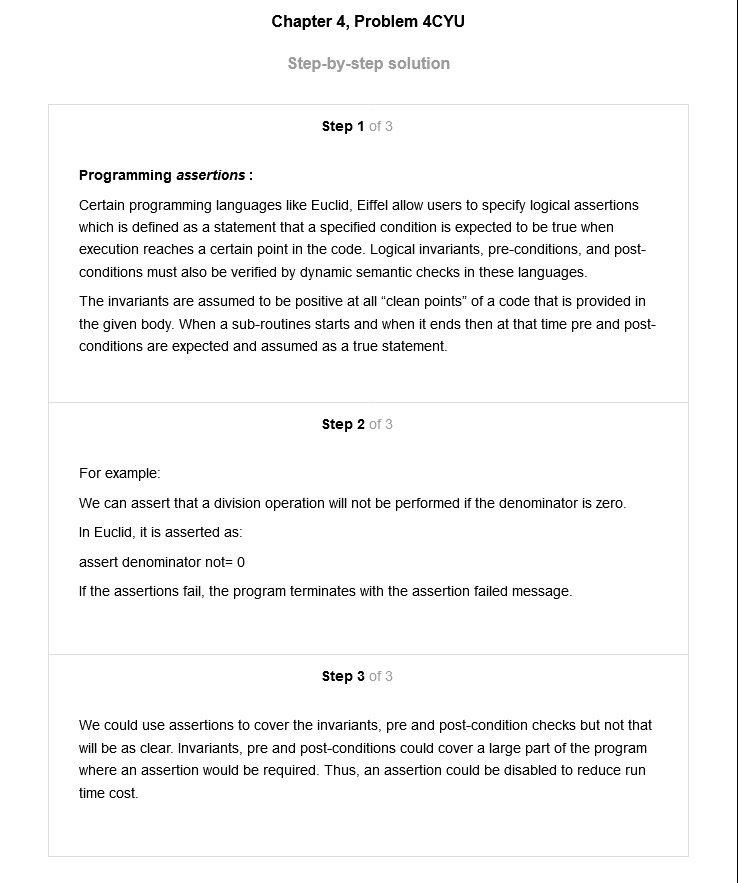 Chapter 4, Problem 4CYU
Step-by-step solution
Step 1 of 3
Programming assertions :
Certain programming languages like Euclid, Eiffel allow users to specify logical assertions
which is defined as a statement that a specified condition is expected to be true when
execution reaches a certain point in the code. Logical invariants, pre-conditions, and post-
conditions must also be verified by dynamic semantic checks in these languages.
The invariants are assumed to be positive at all “clean points” of a code that is provided in
the given body. When a sub-routines starts and when it ends then at that time pre and post-
conditions are expected and assumed as a true statement.
Step 2 of 3
For example:
We can assert that a division operation will not be performed if the denominator is zero.
In Euclid, it is asserted as:
assert denominator not= 0
If the assertions fail, the program terminates with the assertion failed message.
Step 3 of 3
We could use assertions to cover the invariants, pre and post-condition checks but not that
will be as clear. Invariants, pre and post-conditions could cover a large part of the program
where an assertion would be required. Thus, an assertion could be disabled to reduce run
time cost.